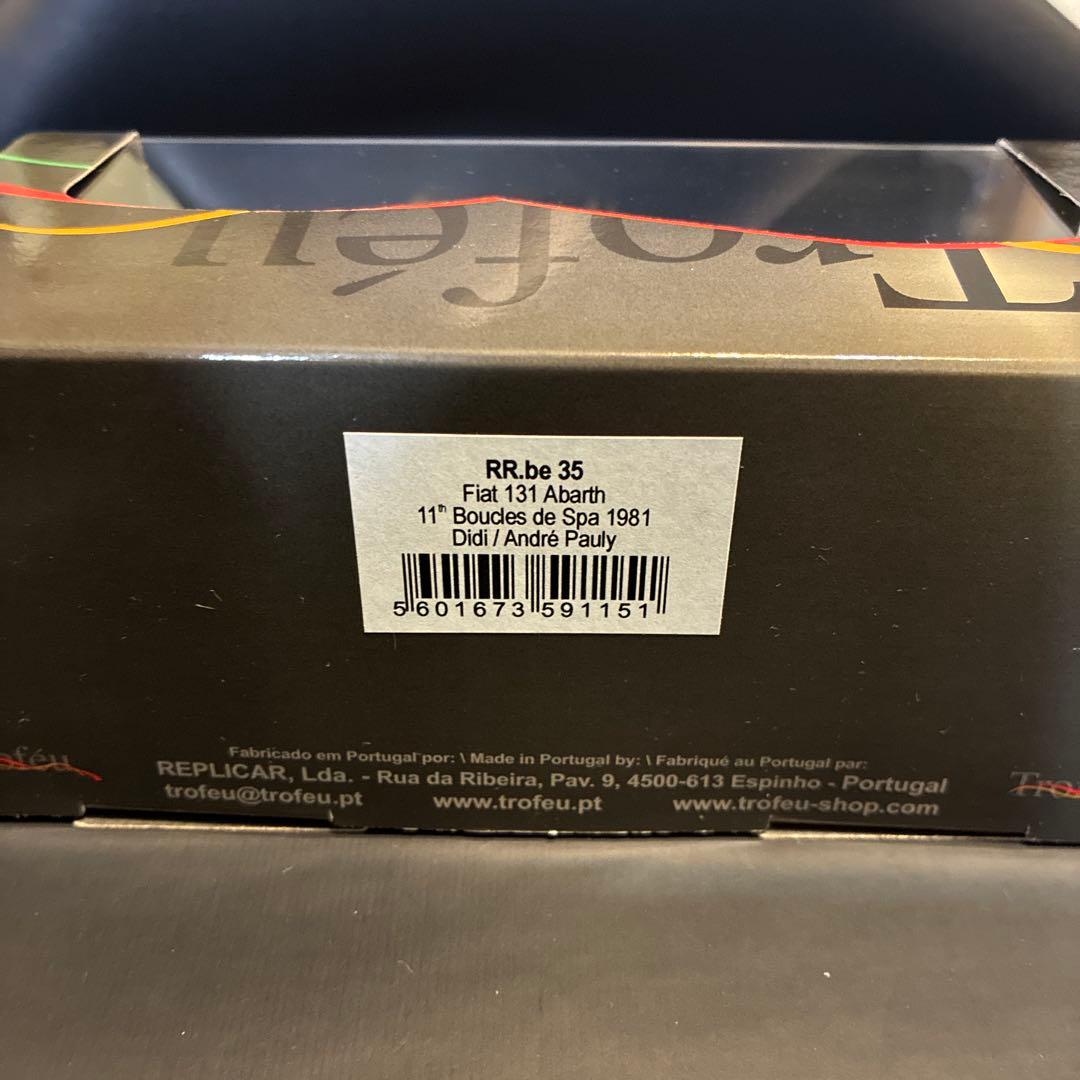 Troféu
RR.be 35
Fiat 131 Abarth
11th Boucles de Spa 1981
Didi / André Pauly
5 601673 591151
Fabricado em Portugal por: \ Made in Portugal by: \ Fabriqué au Portugal par:
REPLICAR, Lda. - Rua da Ribeira, Pav. 9, 4500-613 Espinho - Portugal
trofeu@trofeu.pt www.trofeu.pt www.trofeu-shop.com